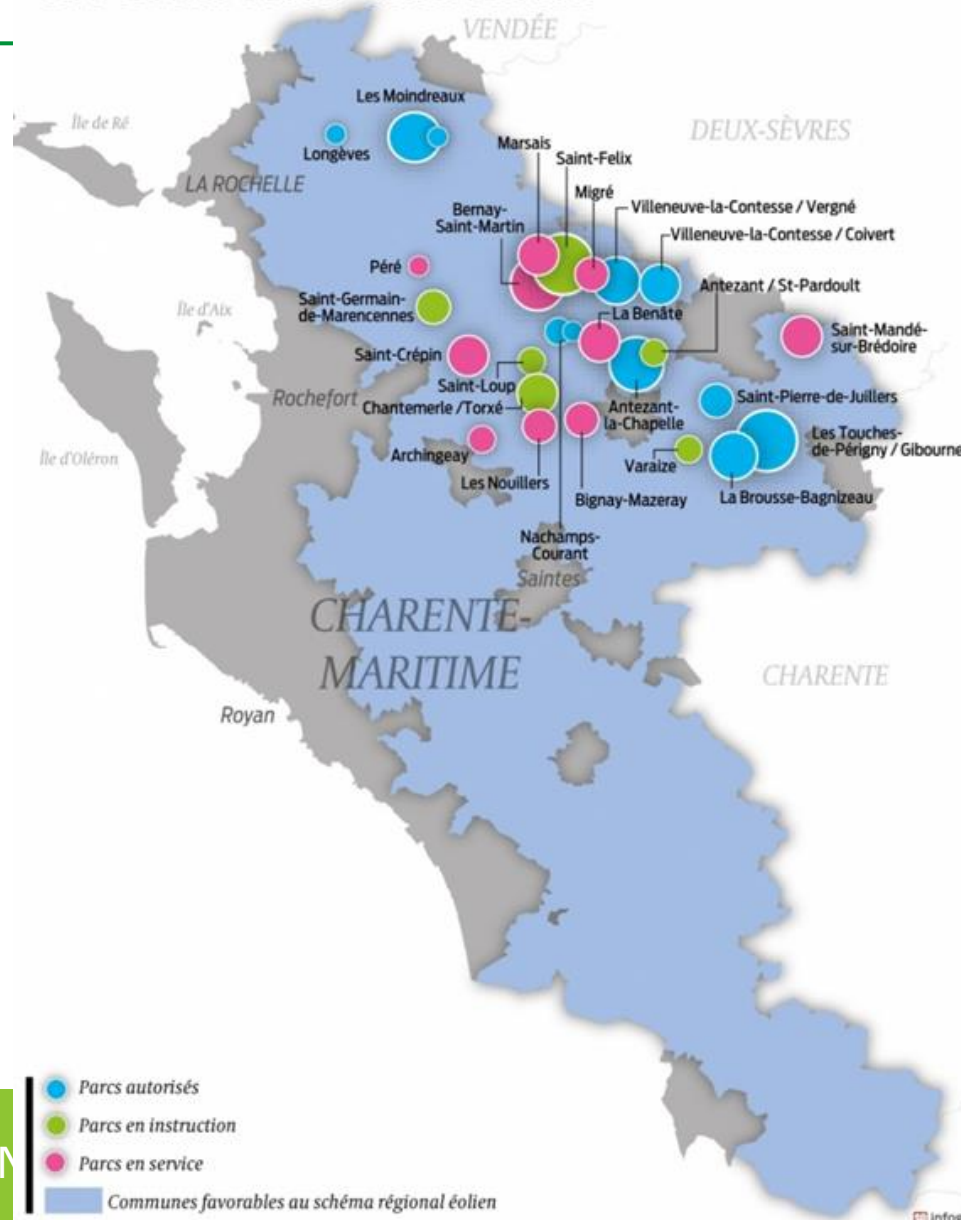 VENDÉE
Les Moindreaux
Île de Ré
DEUX-SÈVRES
Longèves
Marsais
Saint-Felix
LA ROCHELLE
Migré
Bernay-
Saint-Martin
Villeneuve-la-Contesse / Vergné
Villeneuve-la-Contesse / Coivert
Péré
Antezant / St-Pardoult
Saint-Germain-
de-Marencennes
Île d'Aix
La Benâte
Saint-Mandé-
sur-Brédoire
Saint-Crépin
Saint-Loup
Rochefort
Chantemerle /Torxé
Antezant-
la-Chapelle
Saint-Pierre-de-Juillers
Les Touches-
de-Périgny / Gibourne
Île d'Oléron
Archingeay
Les Nouillers
Varaize
Bignay-Mazeray
La Brousse-Bagnizeau
Nachamps-
Courant
Saintes
CHARENTE-
MARITIME
CHARENTE
Royan
Parcs autorisés
Parcs en instruction
Parcs en service
Communes favorables au schéma régional éolien
N
infos